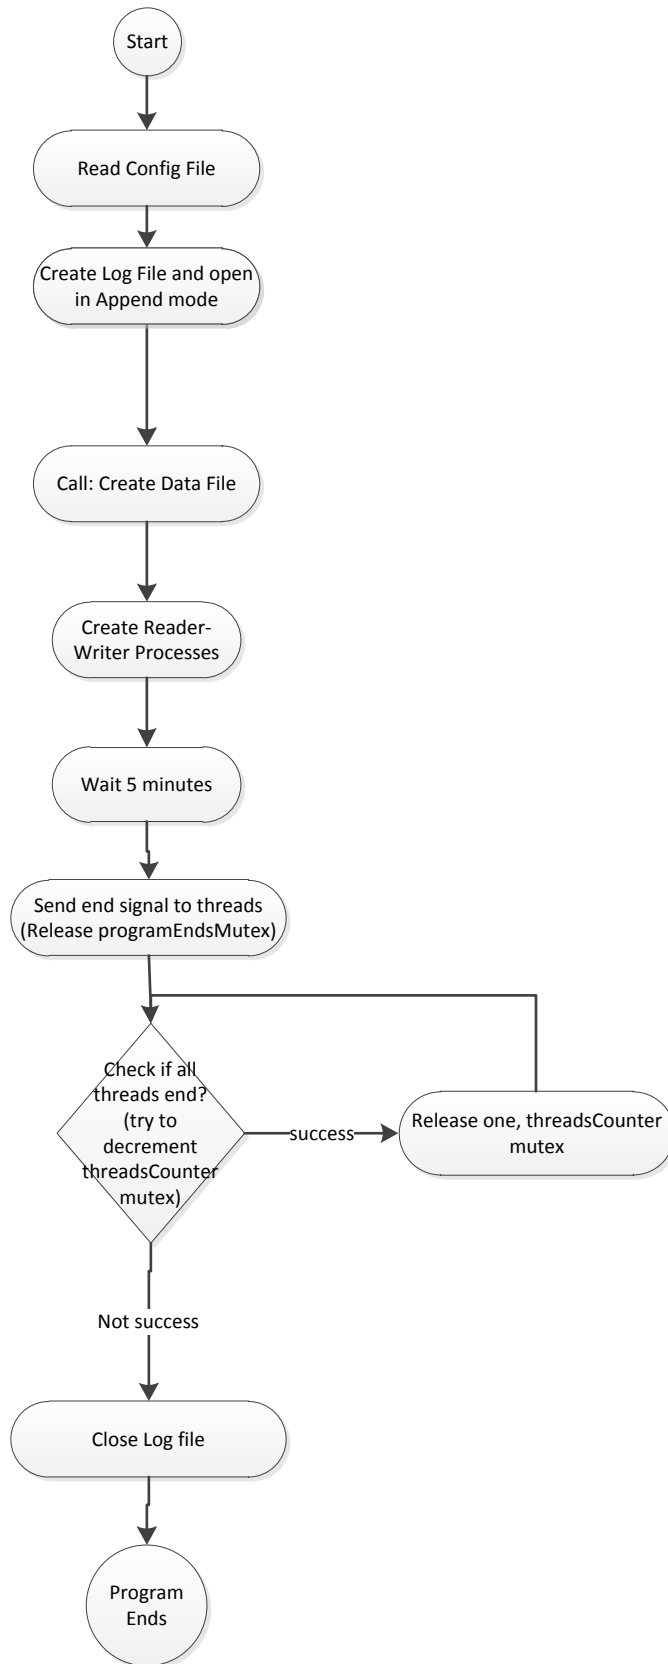 Start
Read Config File
Create Log File and open
in Append mode
Call: Create Data File
Create Reader-
Writer Processes
Wait 5 minutes
Send end signal to threads
(Release programEndsMutex)
Check if all
threads end?
(try to
decrement
threadsCounter
mutex)
success
Release one, threadsCounter
mutex
Not success
Close Log file
Program
Ends